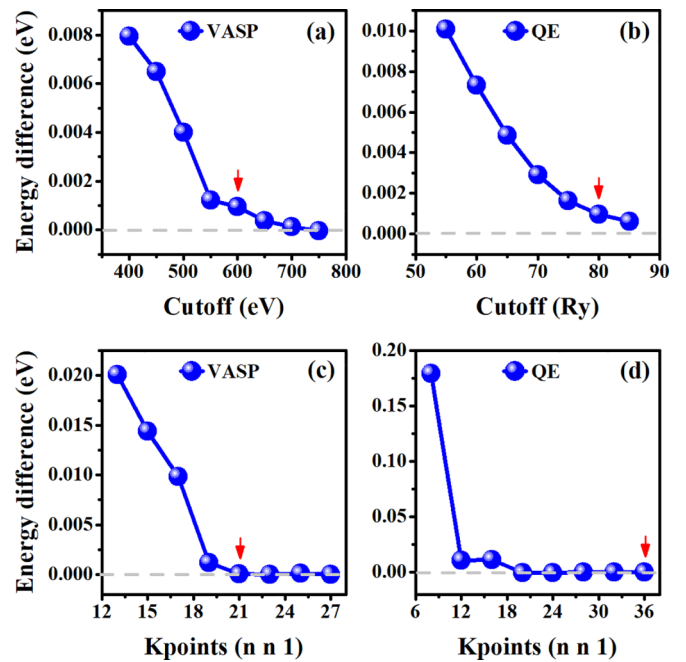 Energy difference (eV)
0.008
0.006
0.004
0.002
0.000
VASP
(a)
400 500 600 700 800
Cutoff (eV)
0.010
0.008
0.006
0.004
0.002
0.000
QE
(b)
50 60 70 80 90
Cutoff (Ry)
Energy difference (eV)
0.020
0.015
0.010
0.005
0.000
VASP
(c)
12 15 18 21 24 27
Kpoints (n n 1)
0.20
0.15
0.10
0.05
0.00
QE
(d)
6 12 18 24 30 36
Kpoints (n n 1)